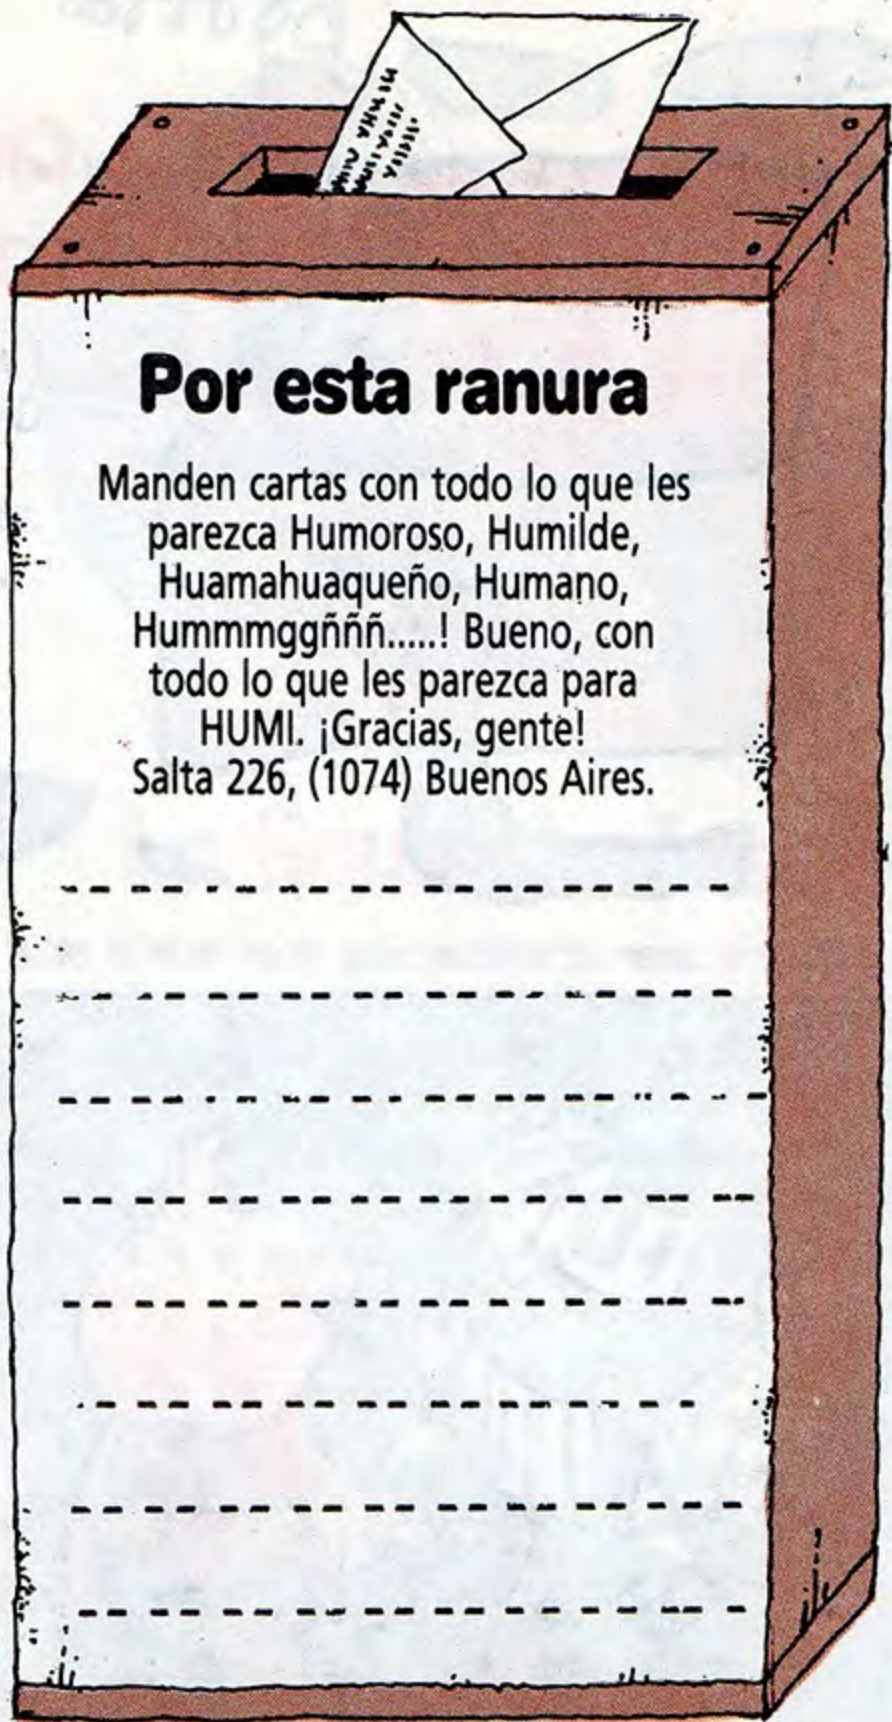 Por esta ranura
Manden cartas con todo lo que les
parezca Humoroso, Humilde,
Huamahuaqueño, Humano,
Hummmggñññ.....! Bueno, con
todo lo que les parezca para
HUMI. ¡Gracias, gente!
Salta 226, (1074) Buenos Aires.